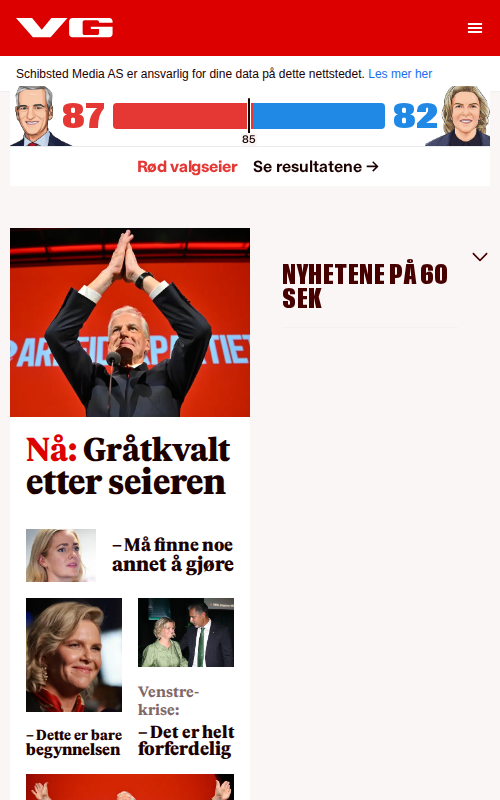 VG
Schibsted Media AS er ansvarlig for dine data på dette nettstedet. Les mer her
87
82
85
Rød valgseier Se resultatene →
ARBEIDERPARTIET
NYHETENE PÅ 60
SEK
Nå: Gråtkvalt
etter seieren
– Må finne noe
annet å gjøre
– Dette er bare
begynnelsen
Venstre-
krise:
– Det er helt
forferdelig